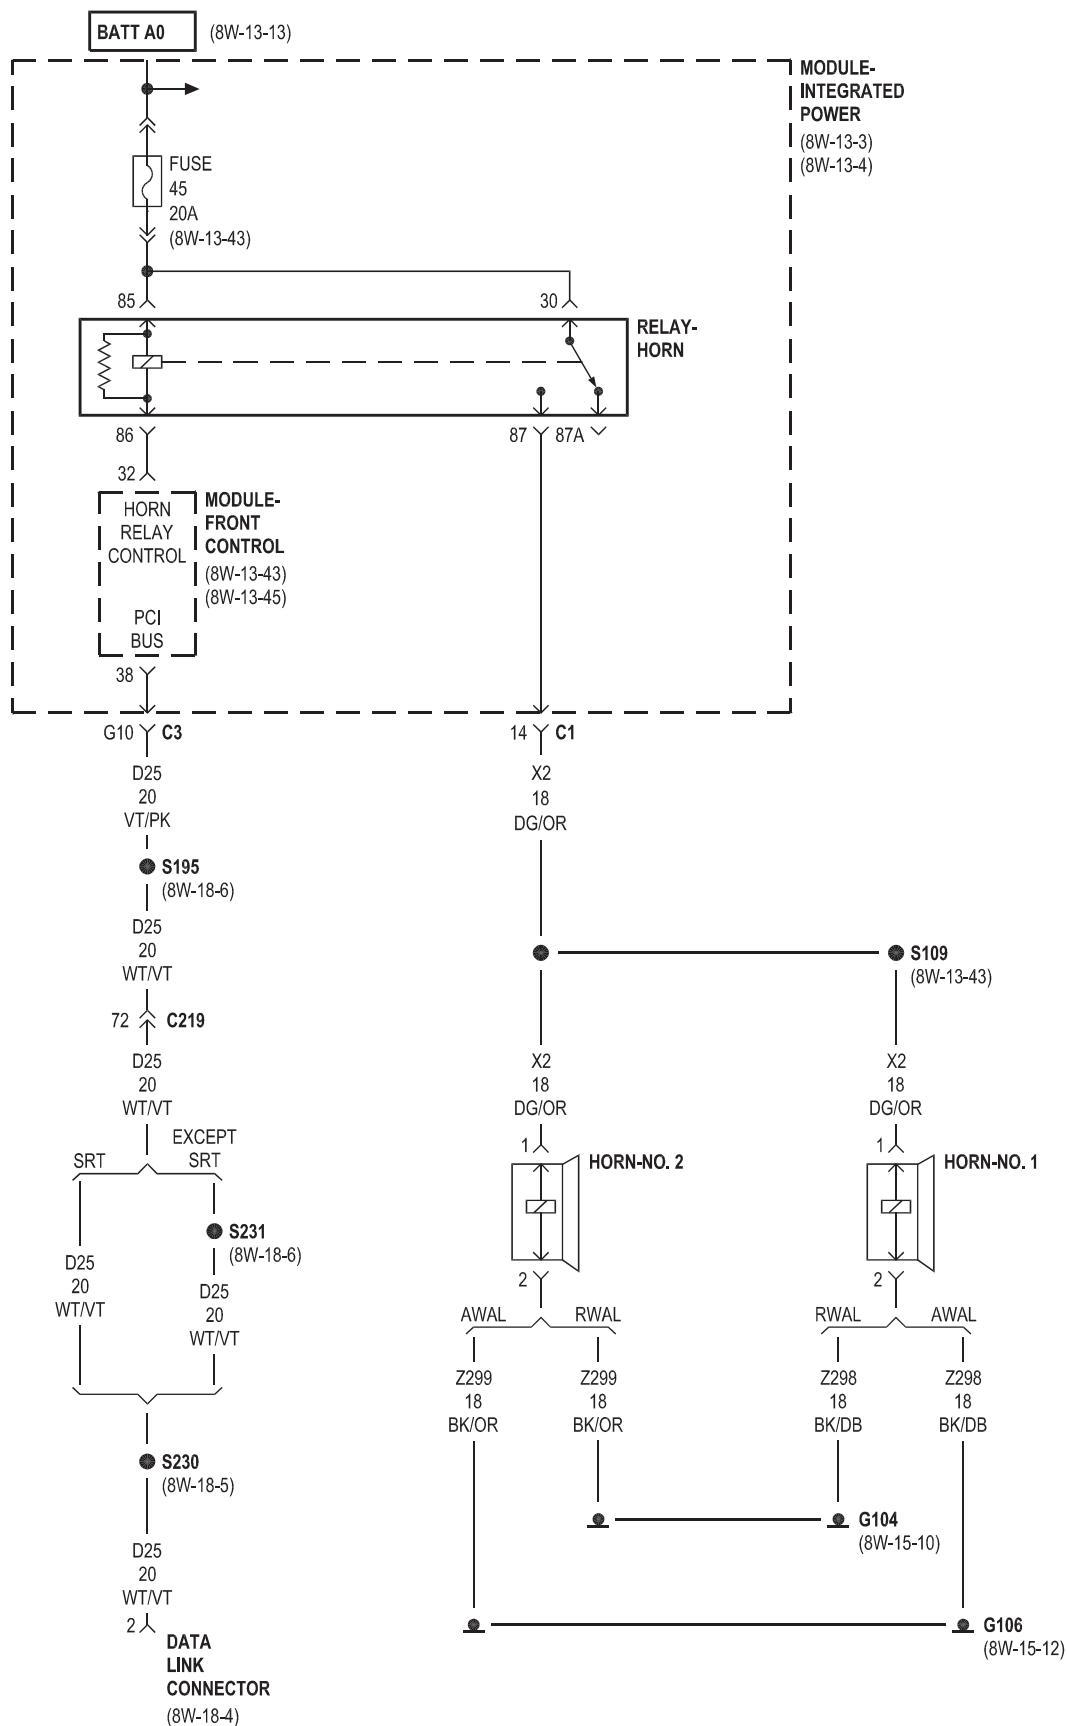 BATT A0 (8W-13-13)
MODULE-
INTEGRATED
POWER
(8W-13-3)
(8W-13-4)
FUSE
45
20A
(8W-13-43)
85
30
RELAY-
HORN
86
87 87A
32
HORN
RELAY
CONTROL
PCI
BUS
MODULE-
FRONT
CONTROL
(8W-13-43)
(8W-13-45)
38
G10 C3
14 C1
D25
20
VT/PK
X2
18
DG/OR
S195
(8W-18-6)
D25
20
WT/VT
S109
(8W-13-43)
72 C219
D25
20
WT/VT
X2
18
DG/OR
X2
18
DG/OR
SRT
EXCEPT
SRT
1
HORN-NO. 2
1
HORN-NO. 1
S231
(8W-18-6)
D25
20
WT/VT
D25
20
WT/VT
2
2
AWAL RWAL
RWAL AWAL
Z299
18
BK/OR
Z299
18
BK/OR
Z298
18
BK/DB
Z298
18
BK/DB
S230
(8W-18-5)
G104
(8W-15-10)
D25
20
WT/VT
2
DATA
LINK
CONNECTOR
(8W-18-4)
G106
(8W-15-12)